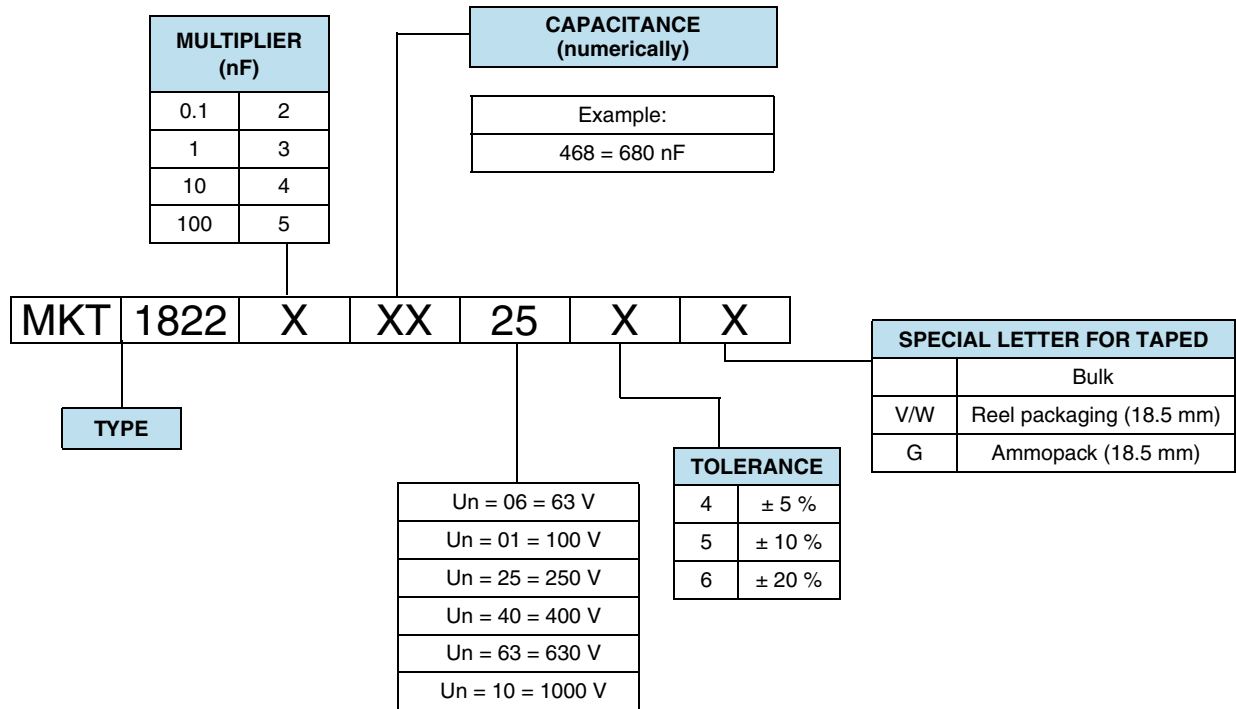 MULTIPLIER
(nF)
0.1 2
1 3
10 4
100 5
CAPACITANCE
(numerically)
Example:
468 = 680 nF
MKT 1822 X XX 25 X X
TYPE
Un = 06 = 63 V
Un = 01 = 100 V
Un = 25 = 250 V
Un = 40 = 400 V
Un = 63 = 630 V
Un = 10 = 1000 V
TOLERANCE
4 ± 5 %
5 ± 10 %
6 ± 20 %
SPECIAL LETTER FOR TAPED
Bulk
V/W Reel packaging (18.5 mm)
G Ammopack (18.5 mm)